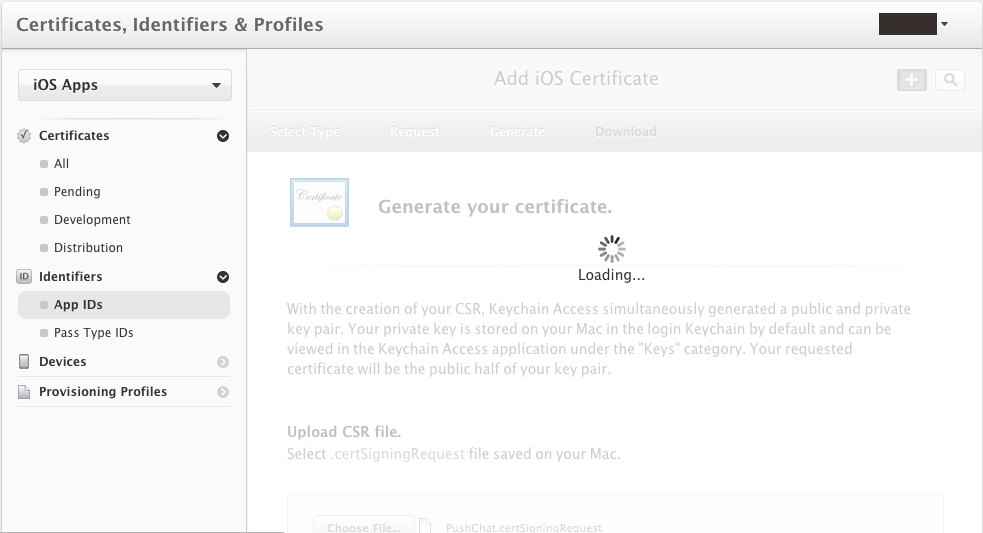 Certificates, Identifiers & Profiles
iOS Apps
Certificates
All
Pending
Development
Distribution
ID Identifiers
App IDs
Pass Type IDs
Devices
Provisioning Profiles
Add iOS Certificate
Select Type Request Generate Download
Certificate
Generate your certificate.
Loading...
With the creation of your CSR, Keychain Access simultaneously generated a public and private
key pair. Your private key is stored on your Mac in the login Keychain by default and can be
viewed in the Keychain Access application under the "Keys" category. Your requested
certificate will be the public half of your key pair.
Upload CSR file.
Select .certSigningRequest file saved on your Mac.
Choose File... PushChat.certSigningRequest